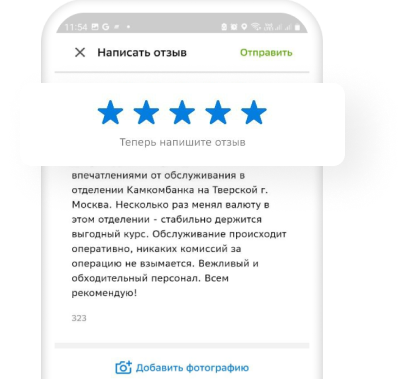 11:54
Написать отзыв
Отправить
Теперь напишите отзыв
впечатлениями от обслуживания в
отделении Камкомбанка на Тверской г.
Москва. Несколько раз менял валюту в
этом отделении - стабильно держится
выгодный курс. Обслуживание происходит
оперативно, никаких комиссий за
операцию не взымается. Вежливый и
обходительный персонал. Всем
рекомендую!
323
Добавить фотографию